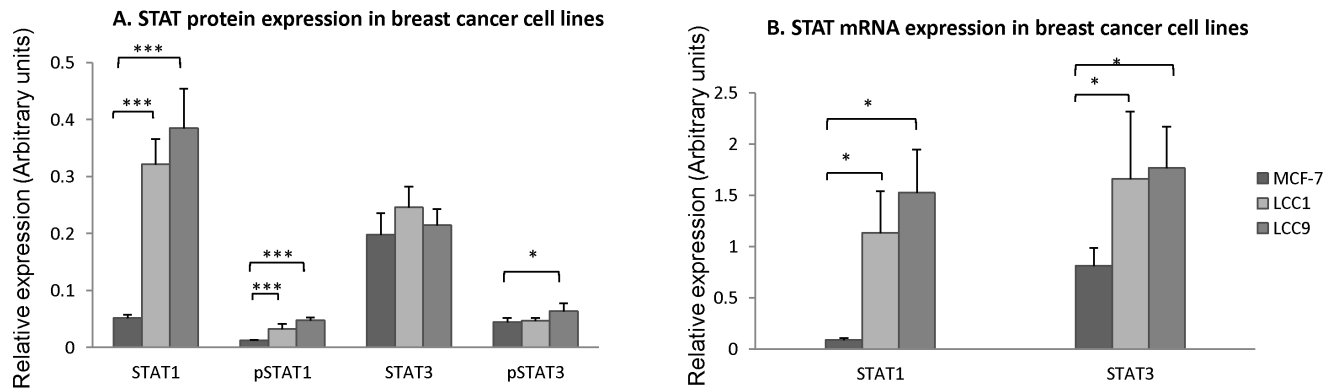 A. STAT protein expression in breast cancer cell lines
Relative expression (Arbitrary units)
0.5
0.4
0.3
0.2
0.1
0
***
***
***
***
*
STAT1
pSTAT1
STAT3
pSTAT3
B. STAT mRNA expression in breast cancer cell lines
Relative expression (Arbitrary units)
2.5
2
1.5
1
0.5
0
*
*
*
*
STAT1
STAT3
MCF-7
LCC1
LCC9